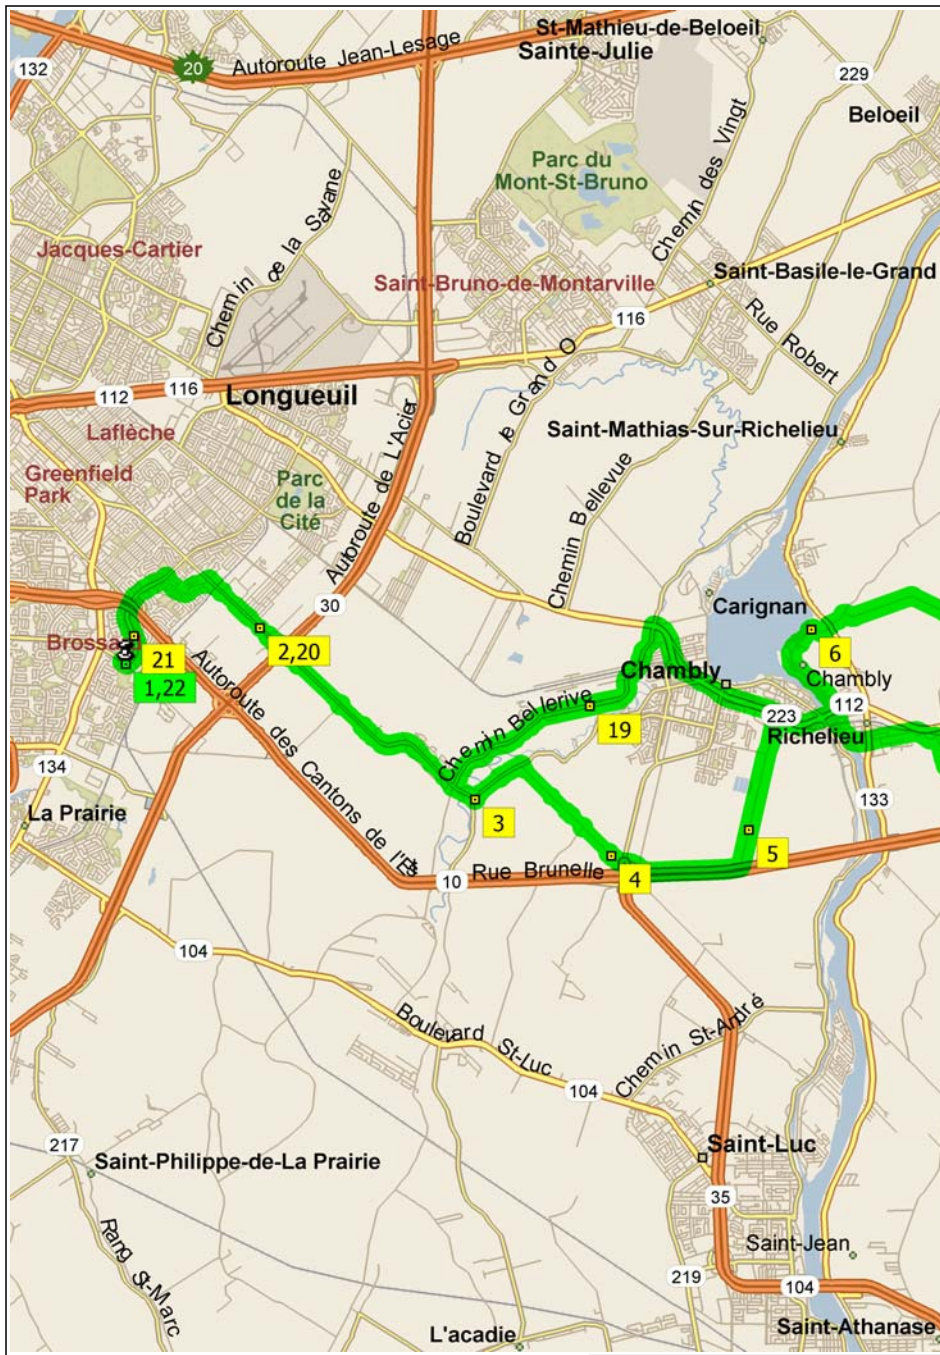 St-Mathieu-de-Beloeil
Sainte-Julie
Autoroute Jean-Lesage
132
20
229
Beloeil
Parc du
Mont-St-Bruno
Chemin des Vingt
Chemin de la Savane
Jacques-Cartier
Saint-Bruno-de-Montarville
Saint-Basile-le-Grand
116
Rue Robert
112
116
Longueuil
Boulevard le Grand O
Laflèche
Saint-Mathias-Sur-Richelieu
Greenfield
Park
Parc
de la
Cité
Autoroute de L'Acier
Chemin Bellevue
30
Carignan
Brossa
21
2,20
6
1,22
Chambly
Chambly
Autoroute des Cantons de l'Est
Chemin Bellerive
19
223
112
Richelieu
134
La Prairie
3
133
5
4
10
Rue Brunelle
104
Boulevard St-Luc
Chemin St-André
104
217
Saint-Philippe-de-La Prairie
Saint-Luc
35
Rang St-Marc
Saint-Jean
219
104
L'acadie
Saint-Athanase